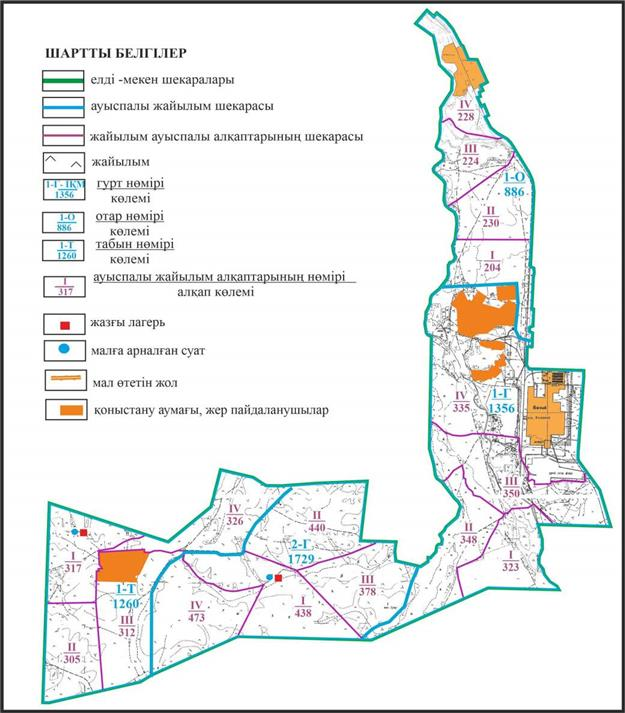 ШАРТТЫ БЕЛГІЛЕР
елді -мекен шекаралары
ауыспалы жайылым шекарасы
жайылым ауыспалы алқаптарының шекарасы
жайылым
1-Г - ІҚМ
1356
гурт нөмірі
көлемі
1-О
886
отар нөмірі
көлемі
1-Т
1260
табын нөмірі
көлемі
I
317
ауыспалы жайылым алқаптарының нөмірі
алқап көлемі
жазғы лагерь
малға арналған суат
мал өтетін жол
қоныстану аумағы, жер пайдаланушылар
IV
228
III
224
1-О
886
II
230
I
204
IV
335
1-Г
1356
III
350
II
348
I
323
IV
326
II
440
2-Г
1729
I
317
1-Т
1260
III
312
II
305
IV
473
I
438
III
378